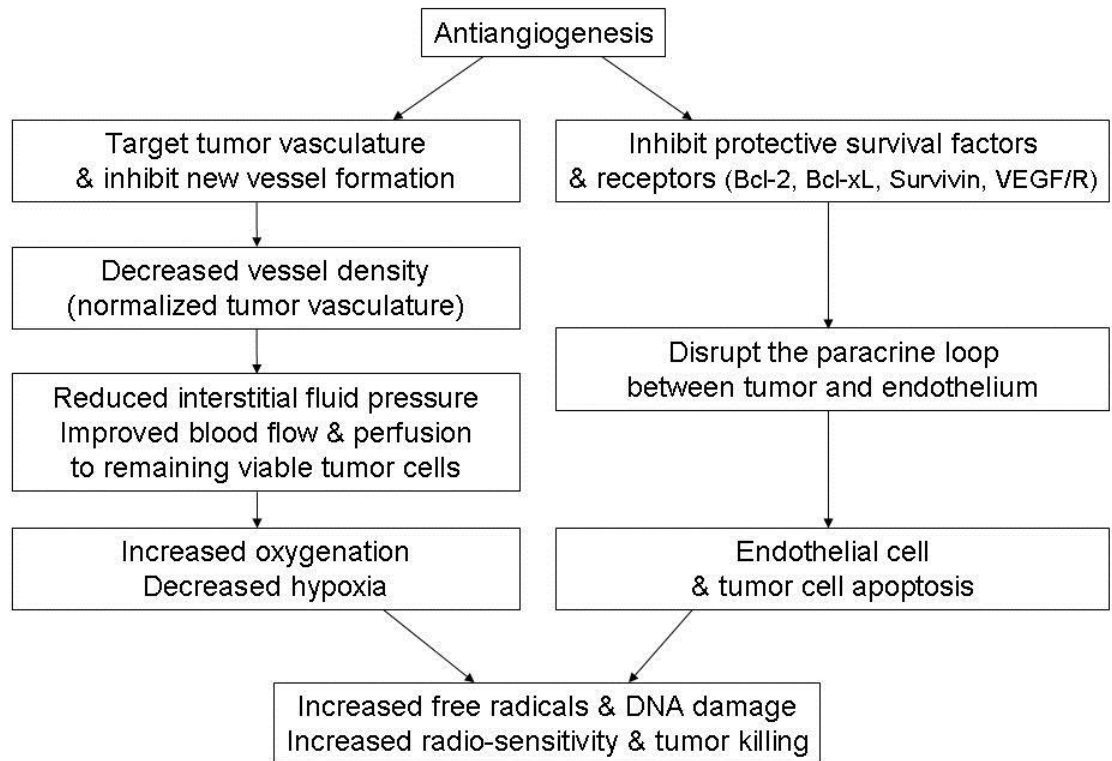 Antiangiogenesis
Target tumor vasculature
& inhibit new vessel formation
Decreased vessel density
(normalized tumor vasculature)
Reduced interstitial fluid pressure
Improved blood flow & perfusion
to remaining viable tumor cells
Increased oxygenation
Decreased hypoxia
Inhibit protective survival factors
& receptors (Bcl-2, Bcl-xL, Survivin, VEGF/R)
Disrupt the paracrine loop
between tumor and endothelium
Endothelial cell
& tumor cell apoptosis
Increased free radicals & DNA damage
Increased radio-sensitivity & tumor killing